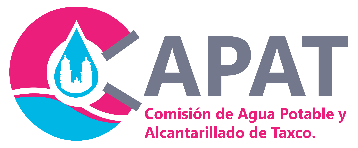 CAPAT
Comisión de Agua Potable y
Alcantarillado de Taxco.